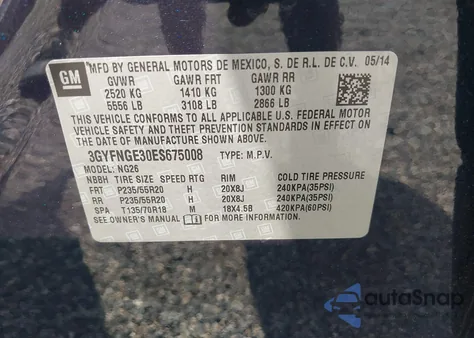 GM
MFD BY GENERAL MOTORS DE MEXICO, S. DE R.L. DE C.V. 05/14
GVWR GAWR FRT GAWR RR
2520 KG 1410 KG 1300 KG
5556 LB 3108 LB 2866 LB
THIS VEHICLE CONFORMS TO ALL APPLICABLE U.S. FEDERAL MOTOR
VEHICLE SAFETY, BUMPER, AND THEFT PREVENTION STANDARDS IN EFFECT ON
THE DATE OF MANUFACTURE SHOWN ABOVE.
3GYFNGE30ES675008 TYPE: M.P.V.
MODEL: NG26
NBBH TIRE SIZE SPEED RTG RIM COLD TIRE PRESSURE
FRT P235/55R20 H 20X8J 240KPA(35PSI)
RR P235/55R20 H 20X8J 240KPA(35PSI)
SPA T135/70R18 M 18X4.5B 420KPA(60PSI)
SEE OWNER'S MANUAL FOR MORE INFORMATION.
autoSnap